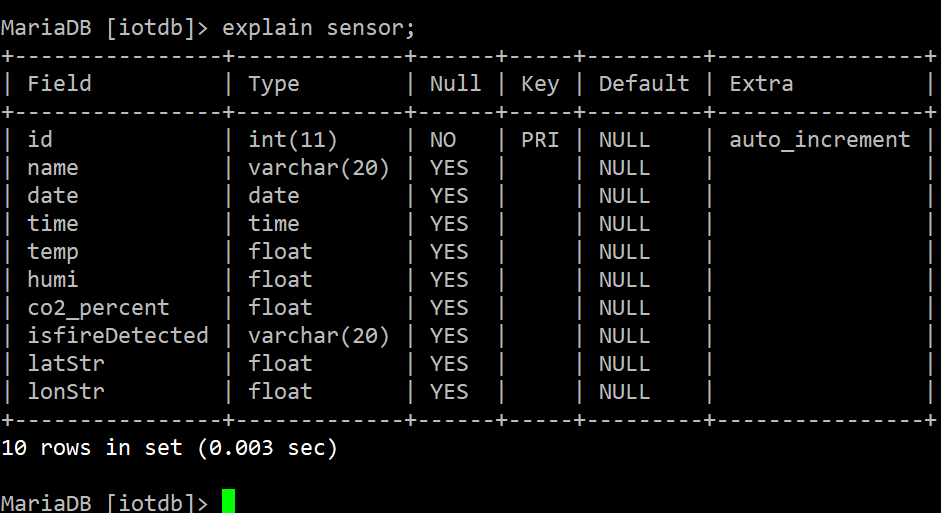 MariaDB [iotdb]> explain sensor;
+----------------+-------------+------+-----+---------+----------------+
| Field          | Type        | Null | Key | Default | Extra          |
+----------------+-------------+------+-----+---------+----------------+
| id             | int(11)     | NO   | PRI | NULL    | auto_increment |
| name           | varchar(20) | YES  |     | NULL    |                |
| date           | date        | YES  |     | NULL    |                |
| time           | time        | YES  |     | NULL    |                |
| temp           | float       | YES  |     | NULL    |                |
| humi           | float       | YES  |     | NULL    |                |
| co2_percent    | float       | YES  |     | NULL    |                |
| isfireDetected | varchar(20) | YES  |     | NULL    |                |
| latStr         | float       | YES  |     | NULL    |                |
| lonStr         | float       | YES  |     | NULL    |                |
+----------------+-------------+------+-----+---------+----------------+
10 rows in set (0.003 sec)
MariaDB [iotdb]>